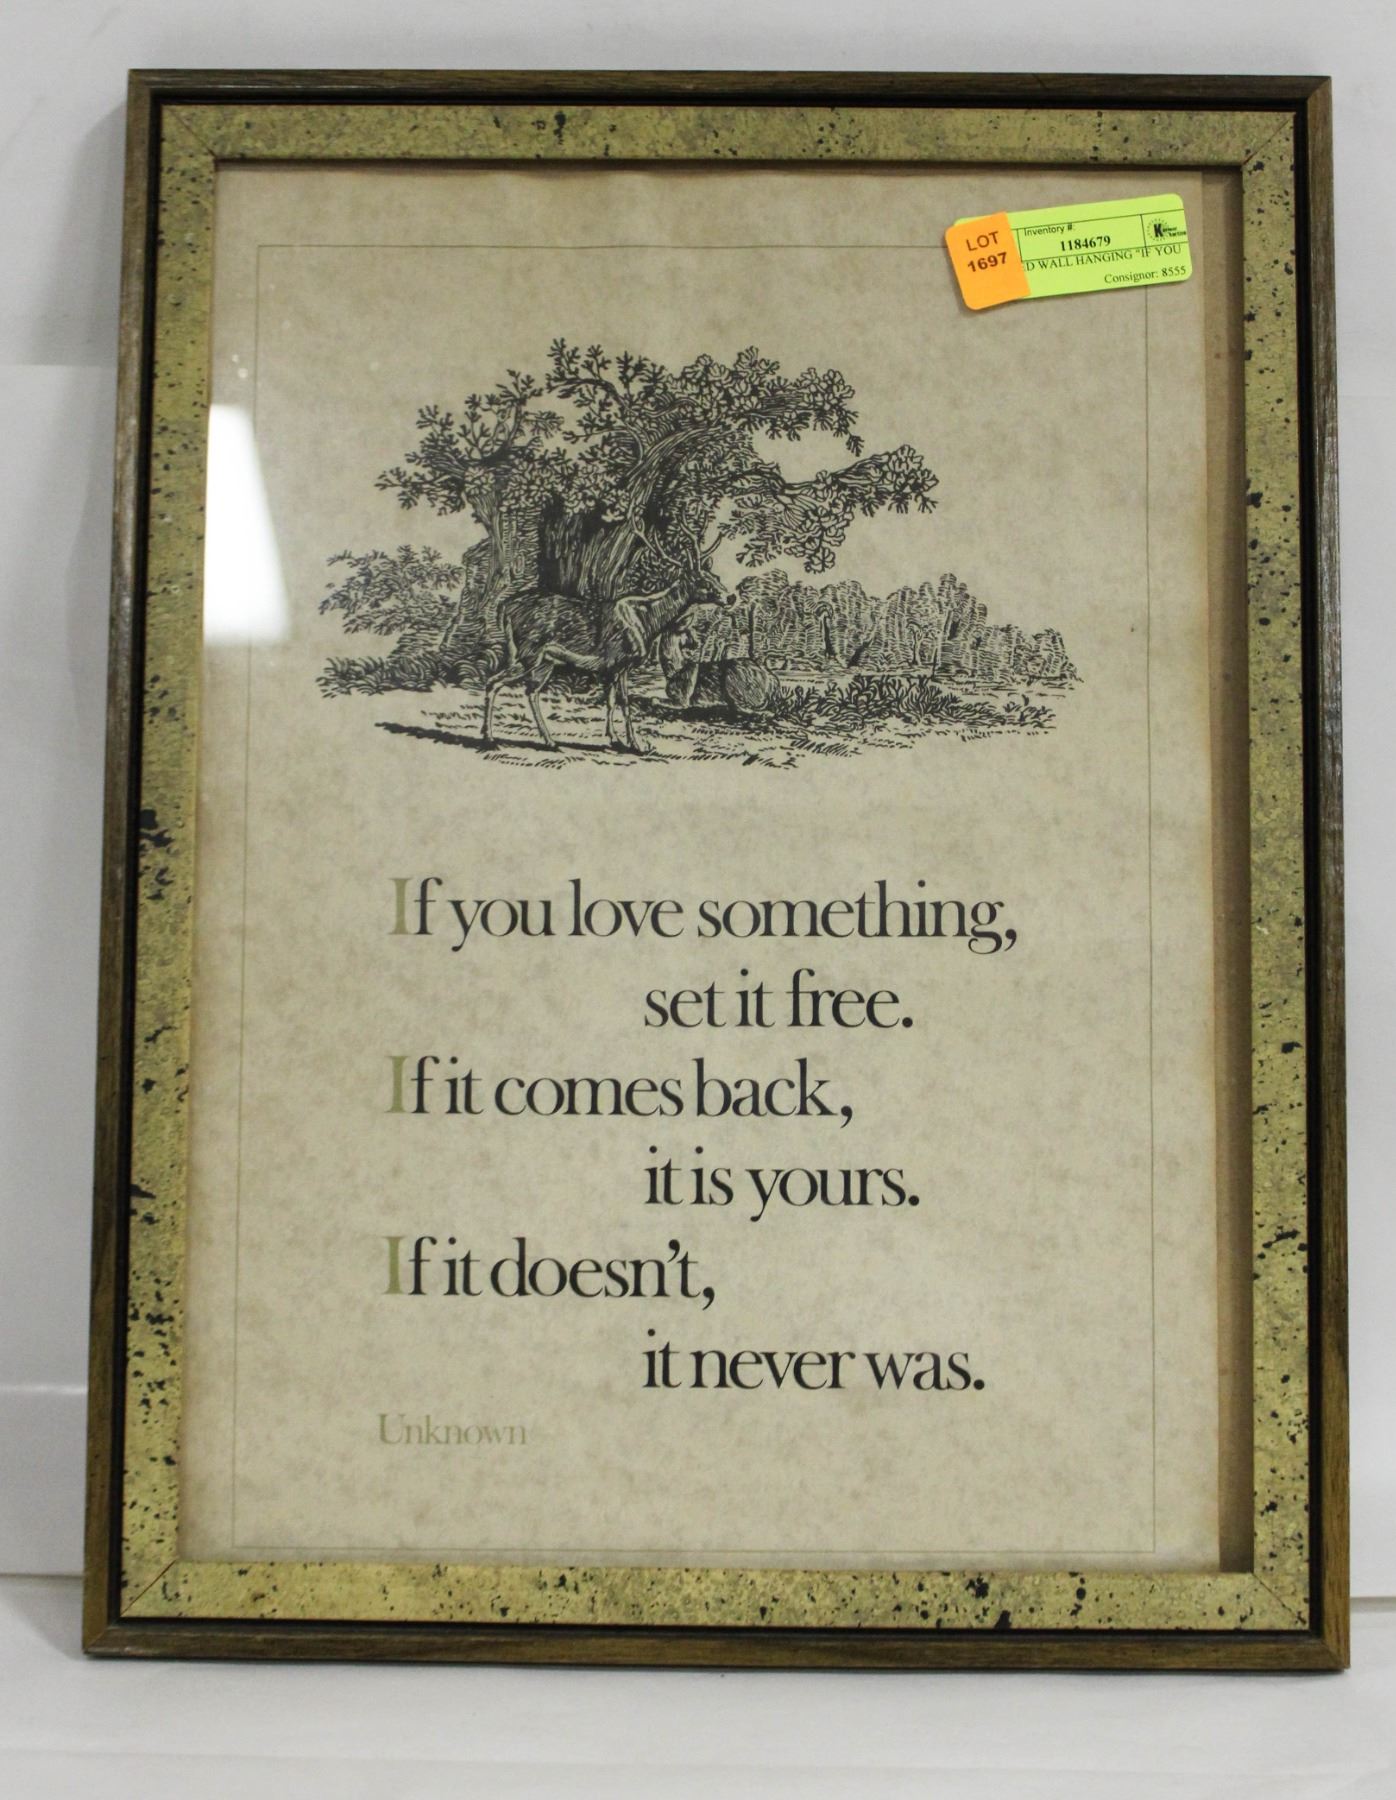 LOT
1697
Inventory #:
1184679
ED WALL HANGING "IF YOU
Consignor: 8555
If you love something,
set it free.
If it comes back,
it is yours.
If it doesn't,
it never was.
Unknown